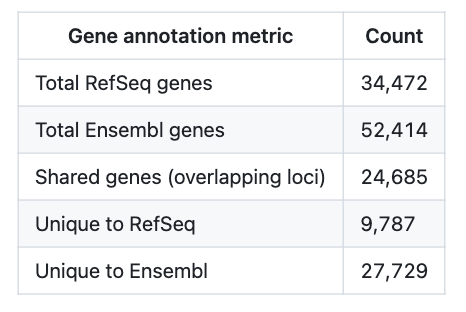 Gene annotation metric Count
Total RefSeq genes 34,472
Total Ensembl genes 52,414
Shared genes (overlapping loci) 24,685
Unique to RefSeq 9,787
Unique to Ensembl 27,729